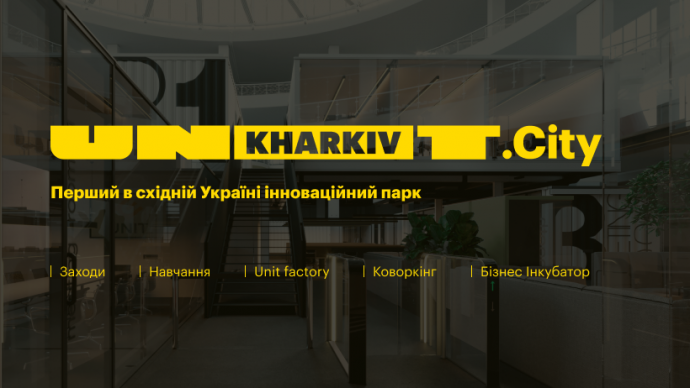 UNIT.City
KHARKIV
Перший в східній Україні інноваційний парк
Заходи
Навчання
Unit factory
Коворкінг
Бізнес Інкубатор